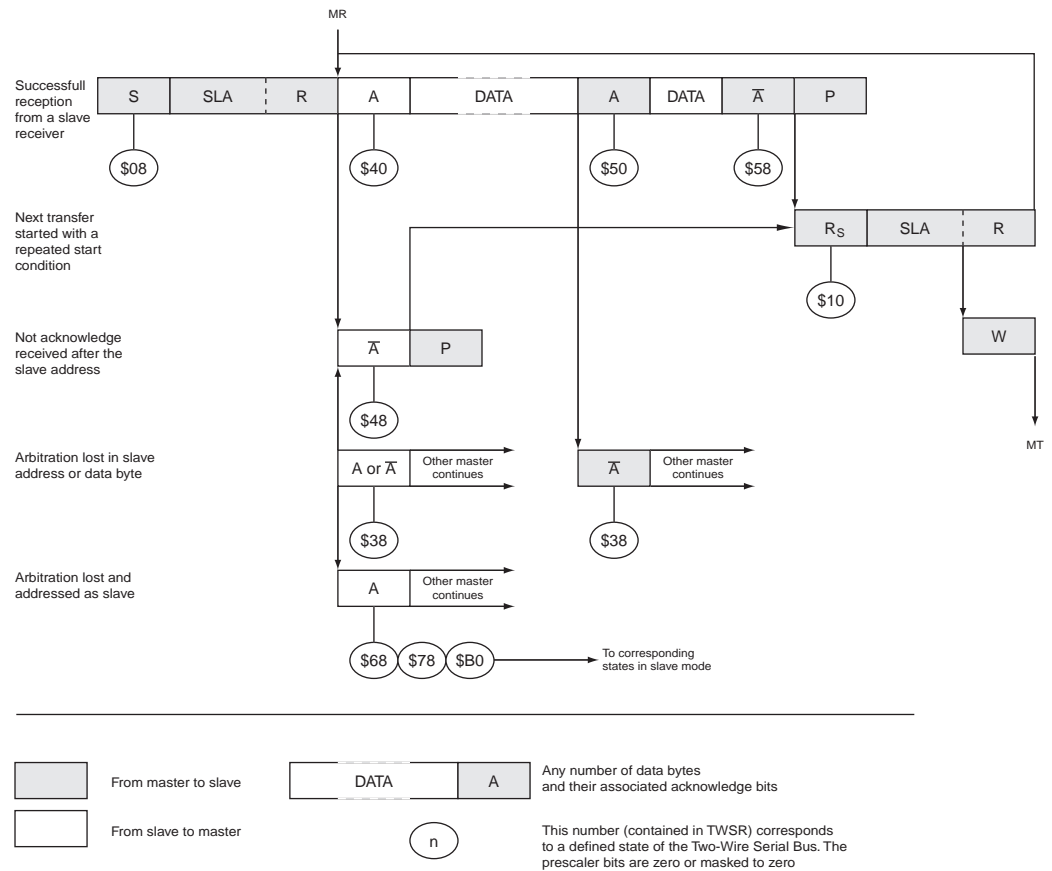 MR
Successfull
reception
from a slave
receiver
S SLA R A DATA A DATA A̅ P
$08 $40 $50 $58
Next transfer
started with a
repeated start
condition
RS SLA R
$10
Not acknowledge
received after the
slave address
A̅ P
W
$48
MT
Arbitration lost in slave
address or data byte
A or A̅ Other master
continues
A̅ Other master
continues
$38 $38
Arbitration lost and
addressed as slave
A Other master
continues
$68 $78 $B0 To corresponding
states in slave mode
From master to slave
DATA A
Any number of data bytes
and their associated acknowledge bits
From slave to master
n
This number (contained in TWSR) corresponds
to a defined state of the Two-Wire Serial Bus. The
prescaler bits are zero or masked to zero